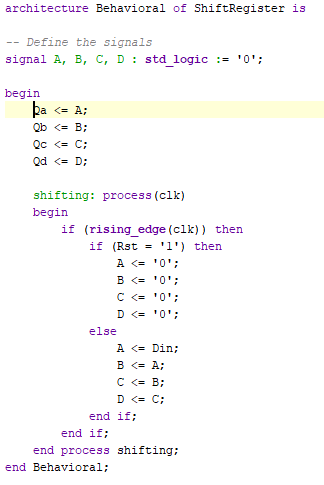 architecture Behavioral of ShiftRegister is
-- Define the signals
signal A, B, C, D : std_logic := '0';
begin
Qa <= A;
Qb <= B;
Qc <= C;
Qd <= D;
shifting: process(clk)
begin
if (rising_edge(clk)) then
if (Rst = '1') then
A <= '0';
B <= '0';
C <= '0';
D <= '0';
else
A <= Din;
B <= A;
C <= B;
D <= C;
end if;
end if;
end process shifting;
end Behavioral;